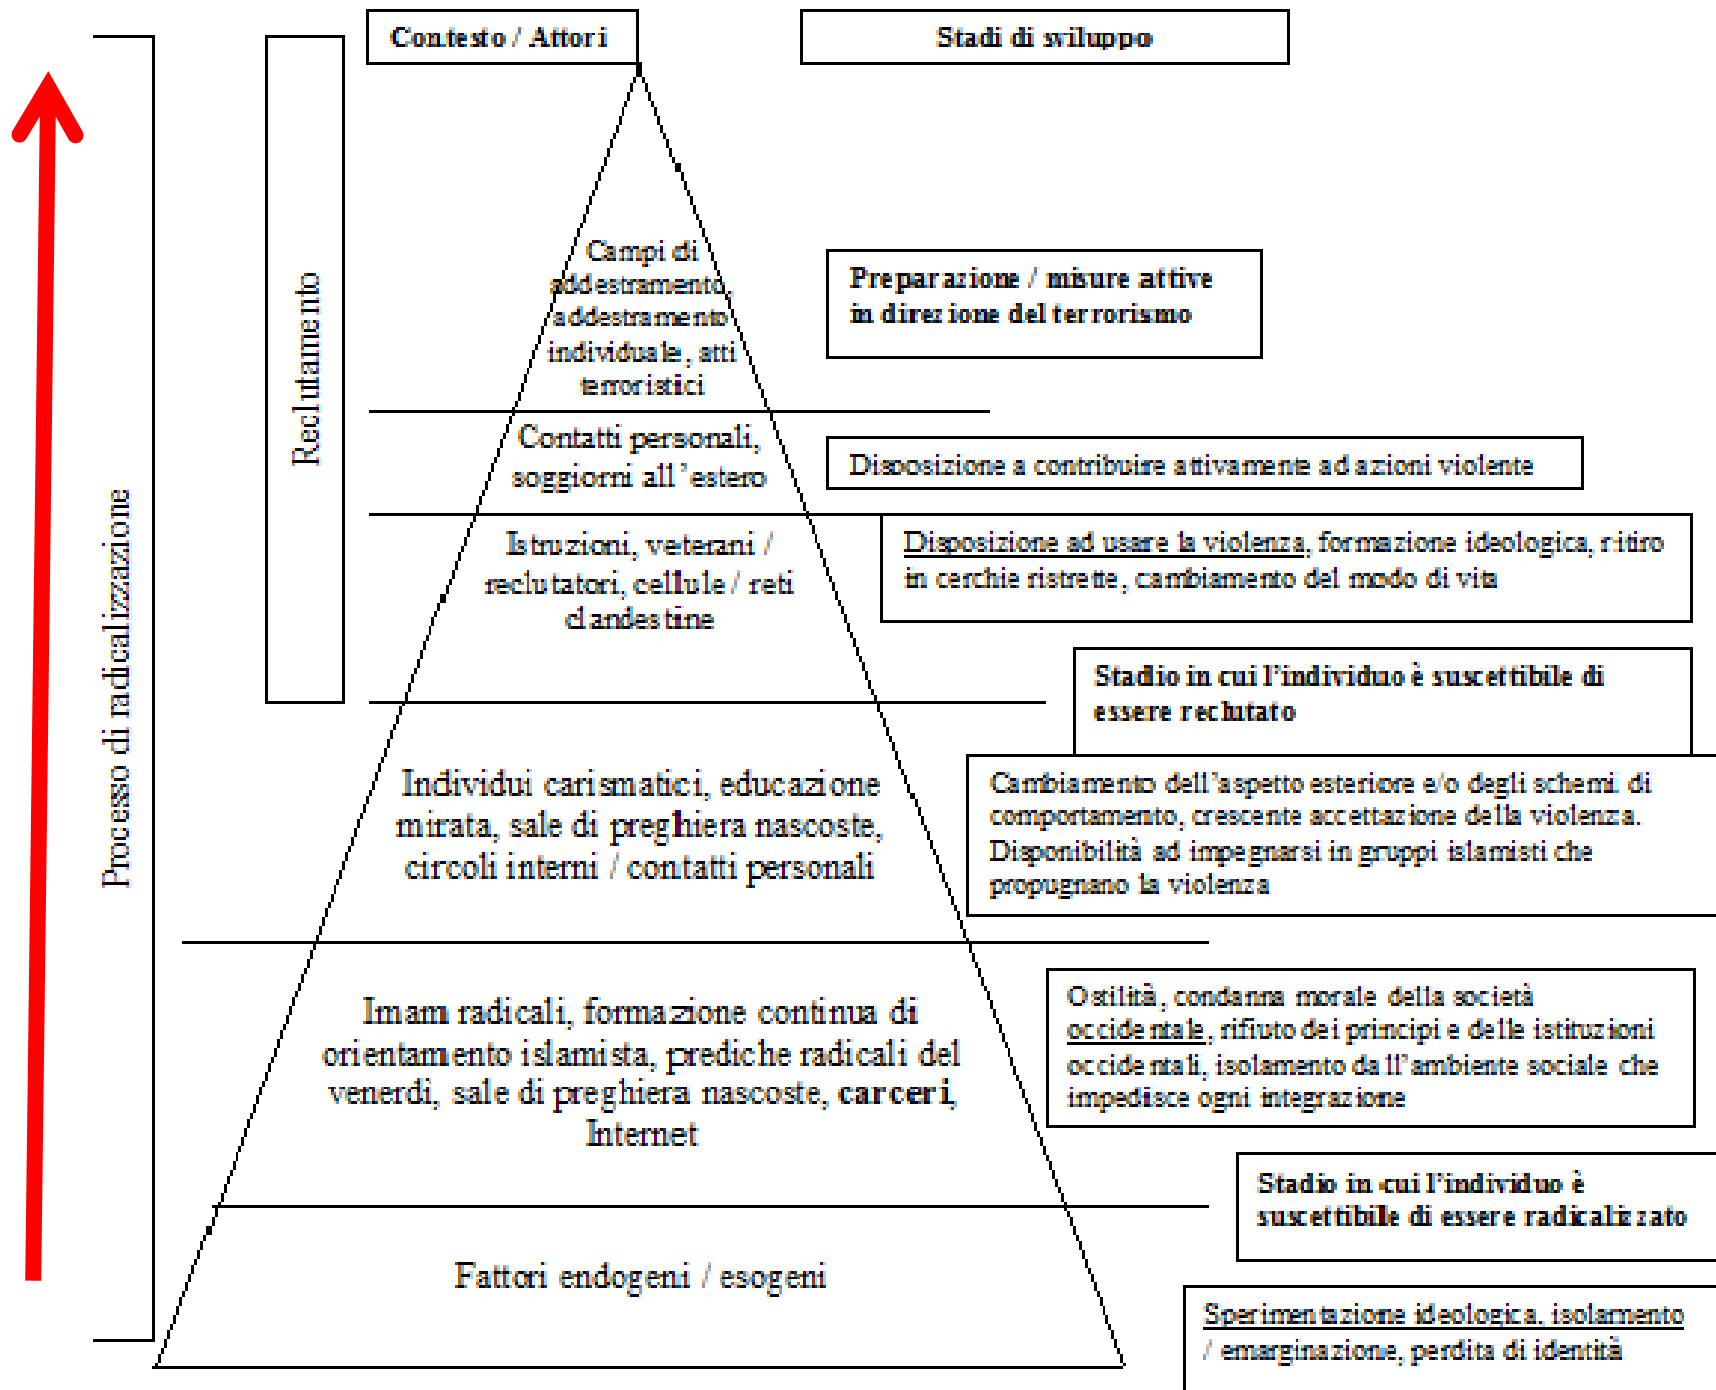 Contesto / Attori
Stadi di sviluppo
Processo di radicalizzazione
Reclutamento
Campi di
addestramento,
addestramento
individuale, atti
terroristici
Preparazione / misure attive
in direzione del terrorismo
Contatti personali,
soggiorni all'estero
Disposizione a contribuire attivamente ad azioni violente
Istruzioni, veterani /
reclutatori, cellule / reti
clandestine
Disposizione ad usare la violenza, formazione ideologica, ritiro
in cerchie ristrette, cambiamento del modo di vita
Stadio in cui l'individuo è suscettibile di
essere reclutato
Individui carismatici, educazione
mirata, sale di preghiera nascoste,
circoli interni / contatti personali
Cambiamento dell'aspetto esteriore e/o degli schemi di
comportamento, crescente accettazione della violenza.
Disponibilità ad impegnarsi in gruppi islamisti che
propugnano la violenza
Imam radicali, formazione continua di
orientamento islamista, prediche radicali del
venerdì, sale di preghiera nascoste, carceri,
Internet
Ostilità, condanna morale della società
occidentale, rifiuto dei principi e delle istituzioni
occidentali, isolamento dall'ambiente sociale che
impedisce ogni integrazione
Stadio in cui l'individuo è
suscettibile di essere radicalizzato
Fattori endogeni / esogeni
Sperimentazione ideologica, isolamento
/ emarginazione, perdita di identità